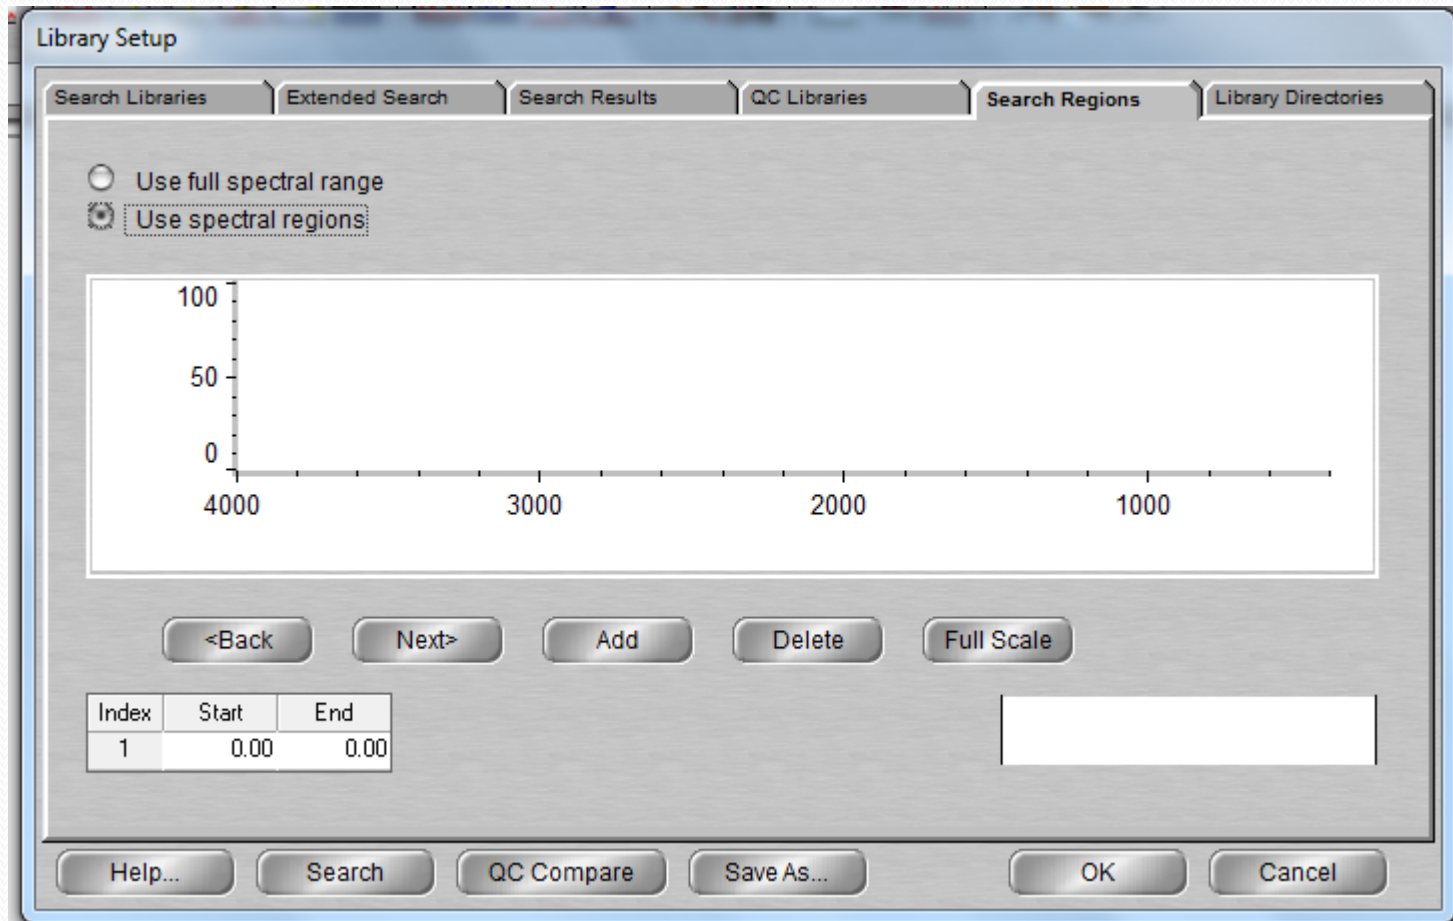 Library Setup
Search Libraries Extended Search Search Results QC Libraries Search Regions Library Directories
Use full spectral range
Use spectral regions
100
50
0
4000 3000 2000 1000
<Back Next> Add Delete Full Scale
Index Start End
1 0.00 0.00
Help... Search QC Compare Save As... OK Cancel